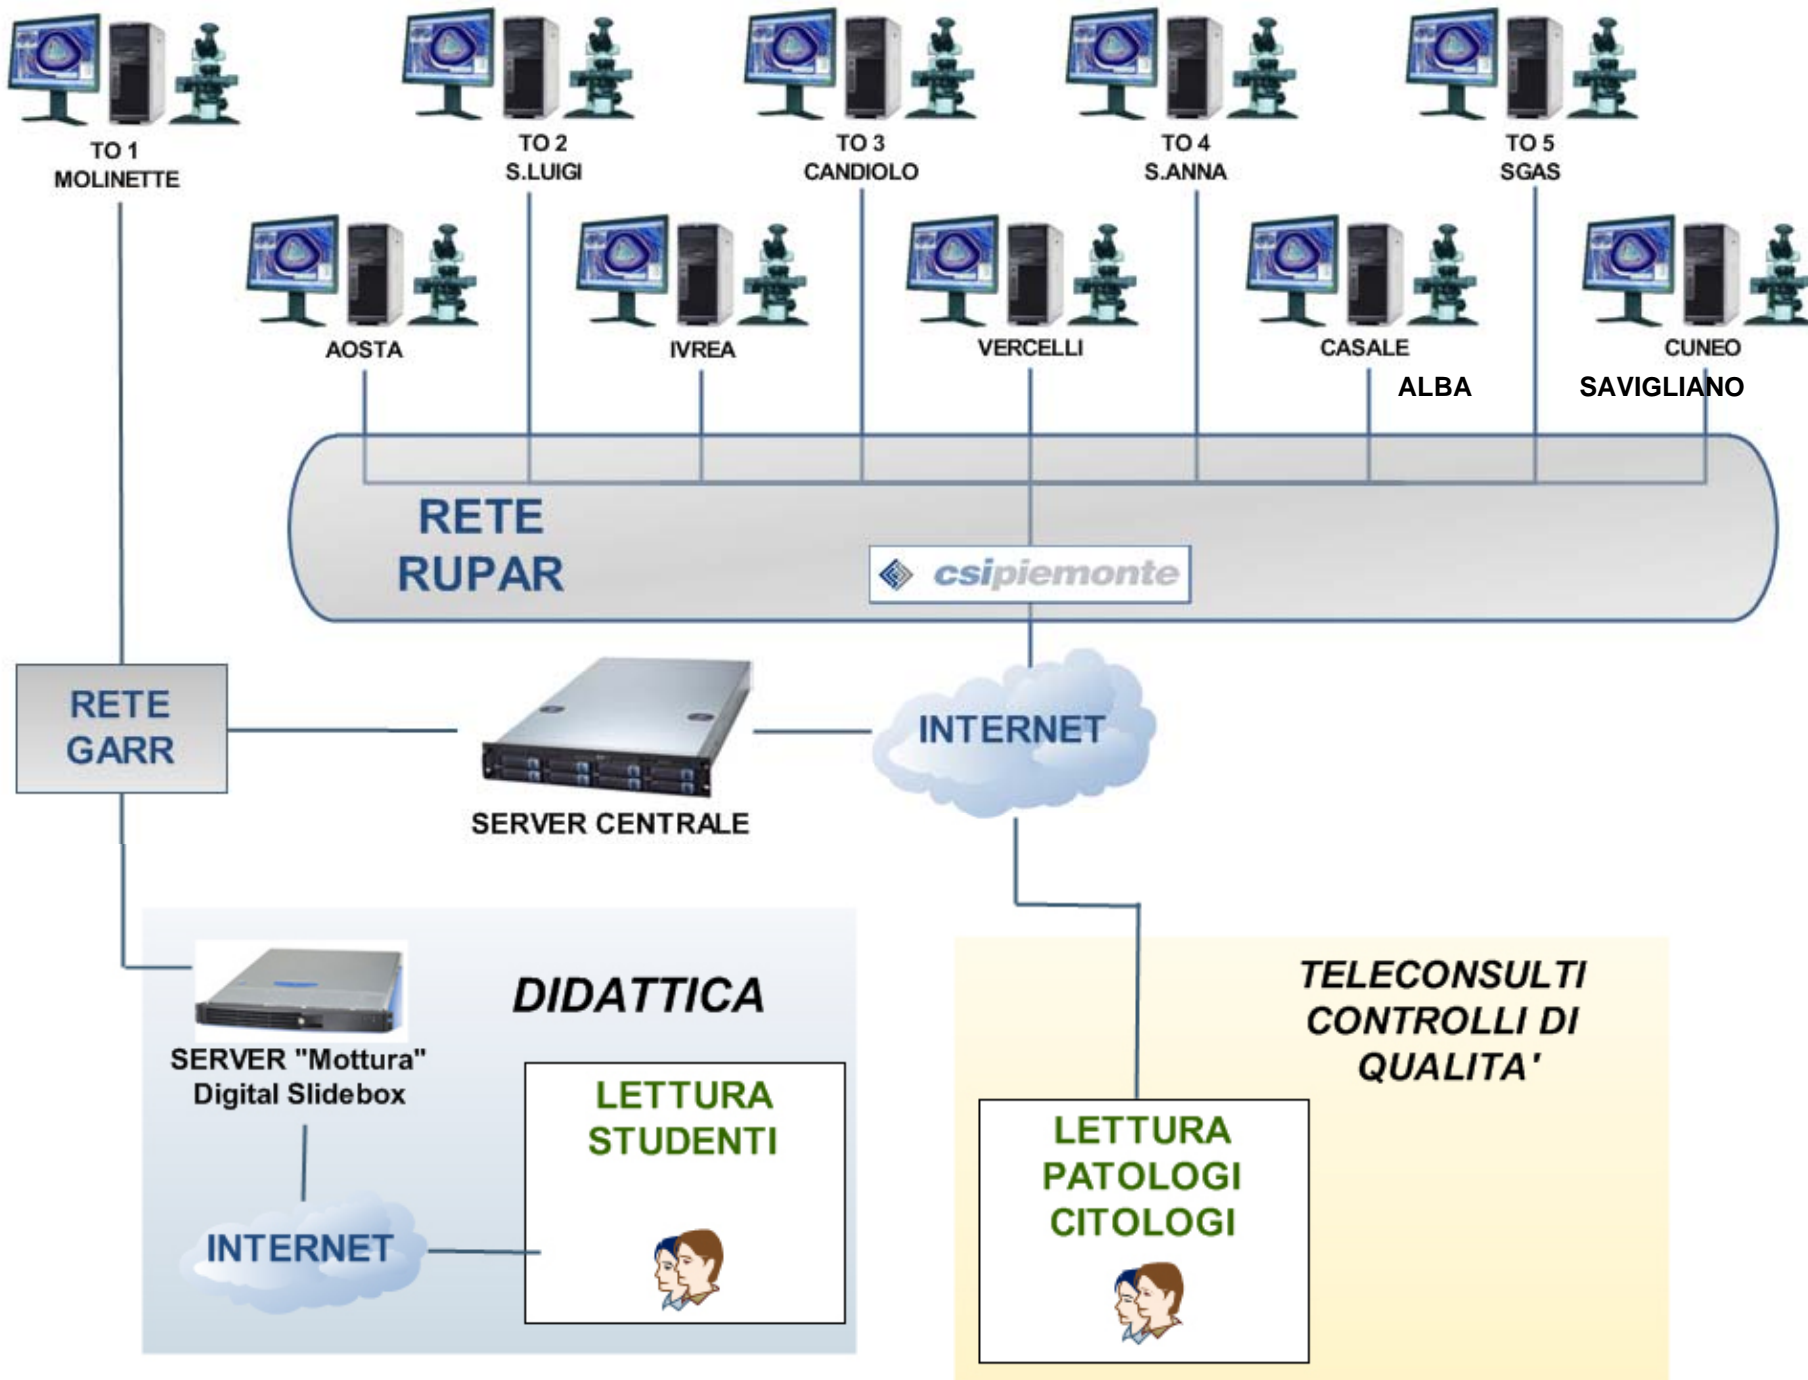 TO 1
MOLINETTE
TO 2
S.LUIGI
TO 3
CANDIOLO
TO 4
S.ANNA
TO 5
SGAS
AOSTA
IVREA
VERCELLI
CASALE
CUNEO
ALBA
SAVIGLIANO
RETE
RUPAR
csipiemonte
RETE
GARR
SERVER CENTRALE
INTERNET
DIDATTICA
SERVER "Mottura"
Digital Slidebox
INTERNET
LETTURA
STUDENTI
TELECONSULTI
CONTROLLI DI
QUALITA'
LETTURA
PATOLOGI
CITOLOGI